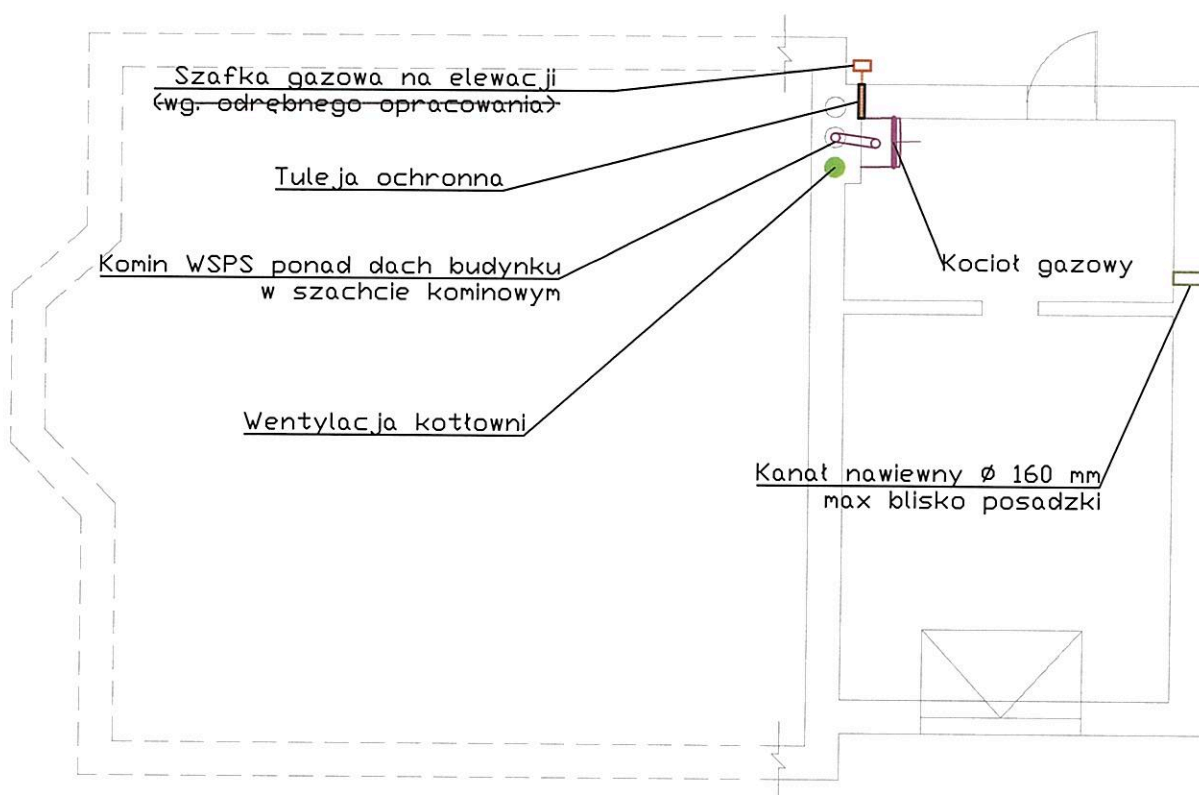 Szafka gazowa na elewacji
(wg. odrębnego opracowania)
Tuleja ochronna
Komin WSPS ponad dach budynku
w szachcie kominowym
Kocioł gazowy
Wentylacja kotłowni
Kanał nawiewny Ø 160 mm
max blisko posadzki